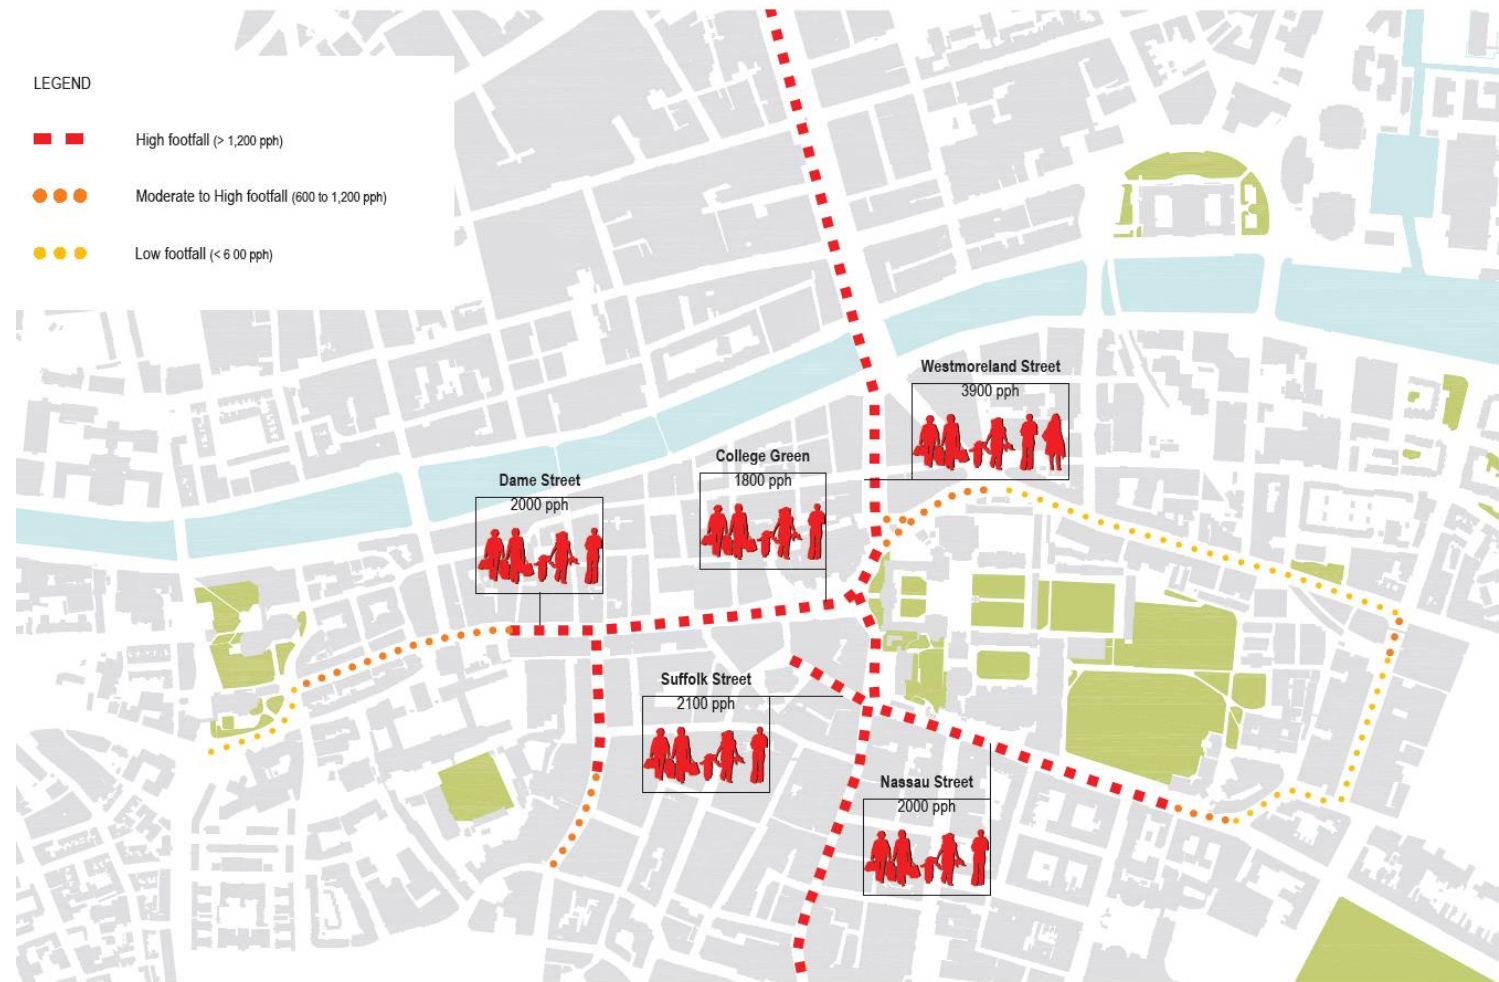 LEGEND
High footfall (> 1,200 pph)
Moderate to High footfall (600 to 1,200 pph)
Low footfall (< 6 00 pph)
Westmoreland Street
3900 pph
College Green
1800 pph
Dame Street
2000 pph
Suffolk Street
2100 pph
Nassau Street
2000 pph